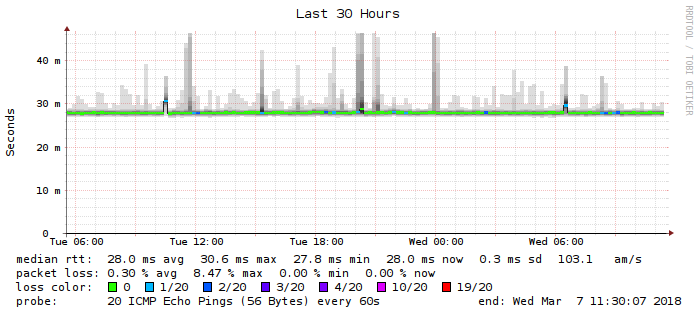 Last 30 Hours
RRDTOOL / TOBI OETIKER
Seconds
40 m
30 m
20 m
10 m
0
Tue 06:00 Tue 12:00 Tue 18:00 Wed 00:00 Wed 06:00
median rtt: 28.0 ms avg 30.6 ms max 27.8 ms min 28.0 ms now 0.3 ms sd 103.1 am/s
packet loss: 0.30 % avg 8.47 % max 0.00 % min 0.00 % now
loss color: 0 1/20 2/20 3/20 4/20 10/20 19/20
probe: 20 ICMP Echo Pings (56 Bytes) every 60s end: Wed Mar 7 11:30:07 2018